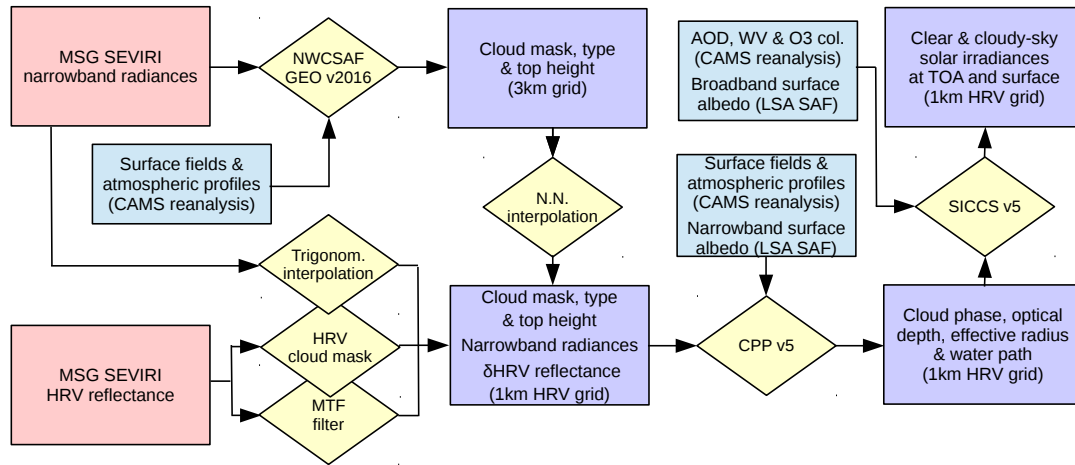 MSG SEVIRI
narrowband radiances
NWCSAF
GEO v2016
Cloud mask, type
& top height
(3km grid)
AOD, WV & O3 col.
(CAMS reanalysis)
Broadband surface
albedo (LSA SAF)
Clear & cloudy-sky
solar irradiances
at TOA and surface
(1km HRV grid)
Surface fields &
atmospheric profiles
(CAMS reanalysis)
N.N.
interpolation
Surface fields &
atmospheric profiles
(CAMS reanalysis)
Narrowband surface
albedo (LSA SAF)
SICCS v5
Trigonom.
interpolation
MSG SEVIRI
HRV reflectance
HRV
cloud mask
MTF
filter
Cloud mask, type
& top height
Narrowband radiances
δHRV reflectance
(1km HRV grid)
CPP v5
Cloud phase, optical
depth, effective radius
& water path
(1km HRV grid)